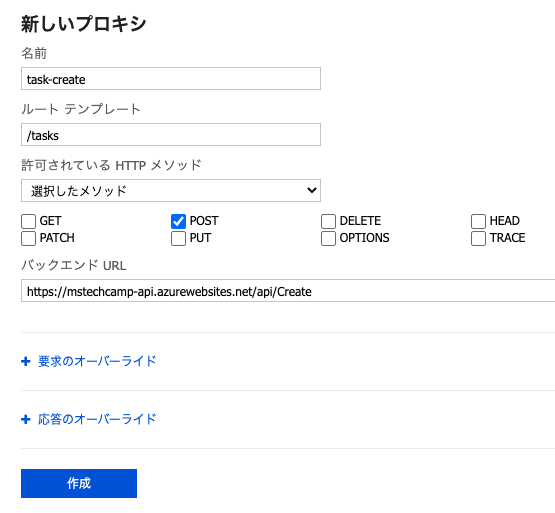 新しいプロキシ
名前
task-create
ルート テンプレート
/tasks
許可されている HTTP メソッド
選択したメソッド
GET POST DELETE HEAD
PATCH PUT OPTIONS TRACE
バックエンド URL
https://mstechcamp-api.azurewebsites.net/api/Create
+ 要求のオーバーライド
+ 応答のオーバーライド
作成